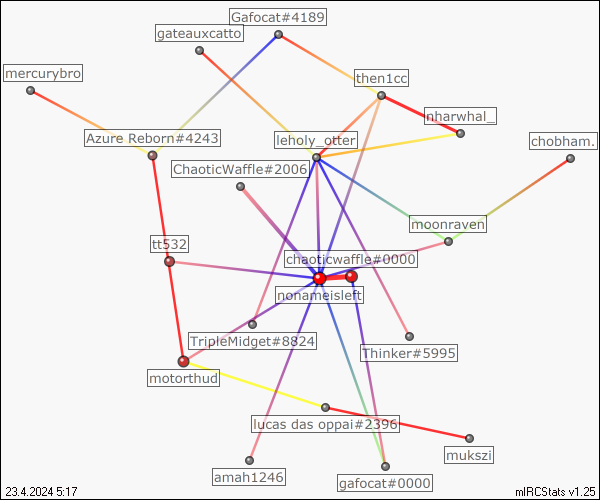 Gafocat#4189
gateauxcatto
mercurybro
then1cc
nharwhal_
Azure Reborn#4243
leholy_otter
chobham.
ChaoticWaffle#2006
moonraven
tt532
chaoticwaffle#0000
nonameisleft
TripleMidget#8824
Thinker#5995
motorthud
lucas das oppai#2396
mukszi
amah1246
gafocat#0000
23.4.2024 5:17
mIRCStats v1.25